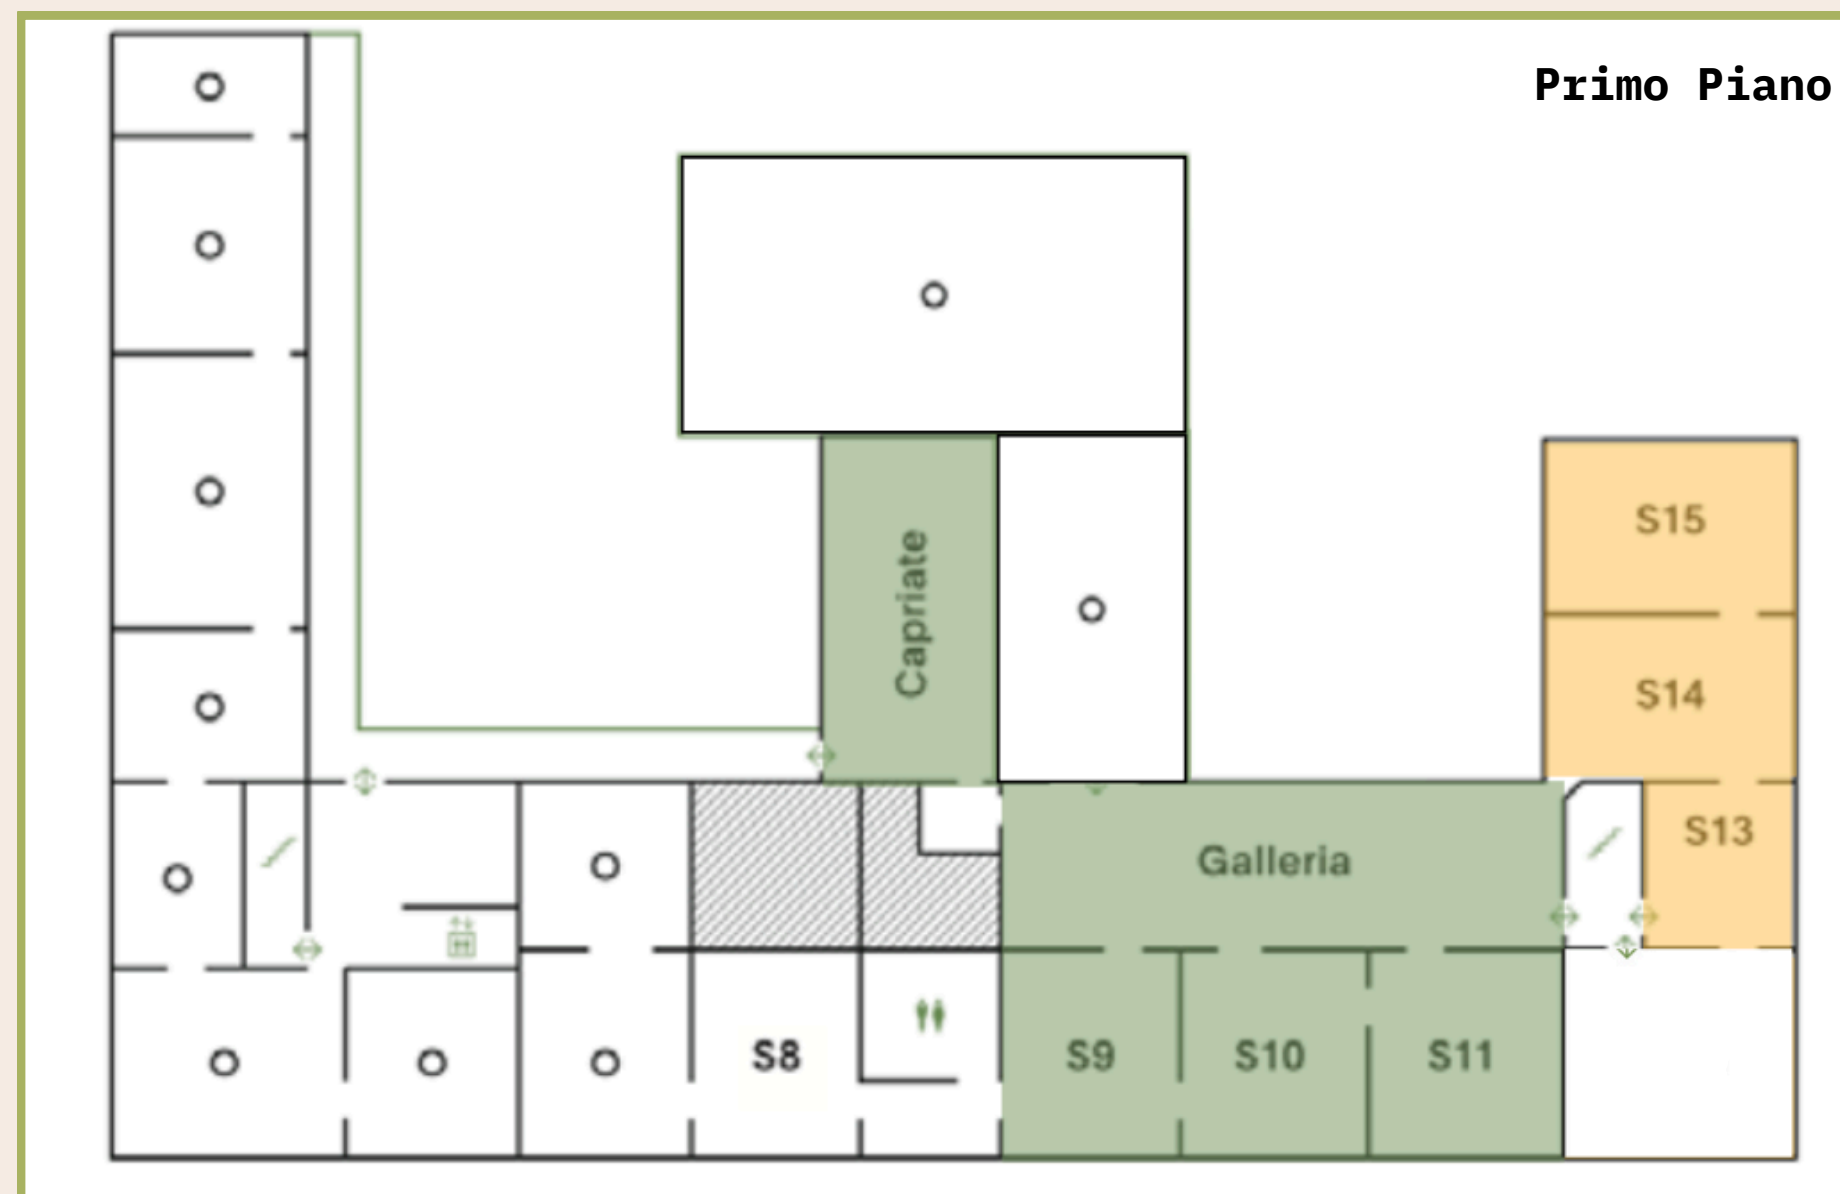 Primo Piano
Capriate
S15
S14
S13
Galleria
S8
S9
S10
S11